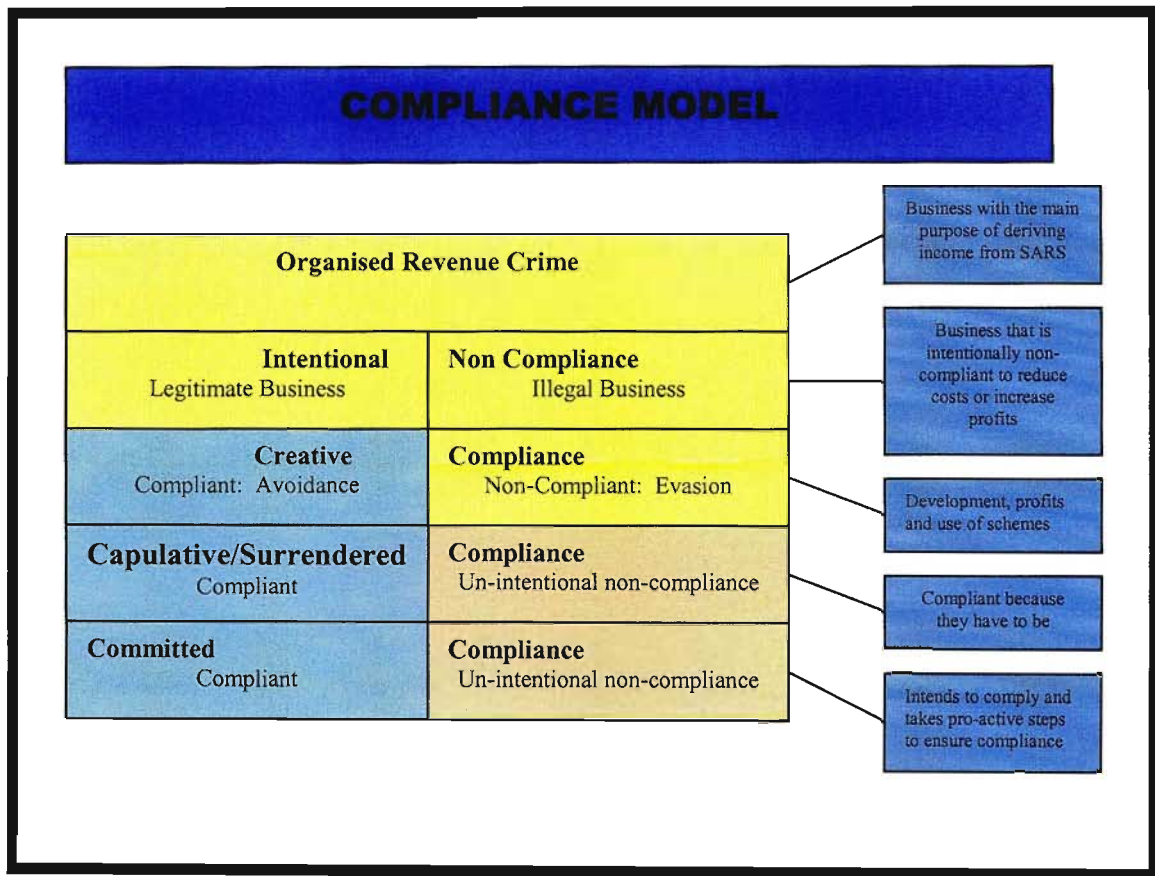 COMPLIANCE MODEL
Business with the main
purpose of deriving
income from SARS
Organised Revenue Crime
Intentional Non Compliance
Legitimate Business Illegal Business
Business that is
intentionally non-
compliant to reduce
costs or increase
profits
Creative Compliance
Compliant: Avoidance Non-Compliant: Evasion
Development, profits
and use of schemes
Capulative/Surrendered Compliance
Compliant Un-intentional non-compliance
Compliant because
they have to be
Committed Compliance
Compliant Un-intentional non-compliance
Intends to comply and
takes pro-active steps
to ensure compliance